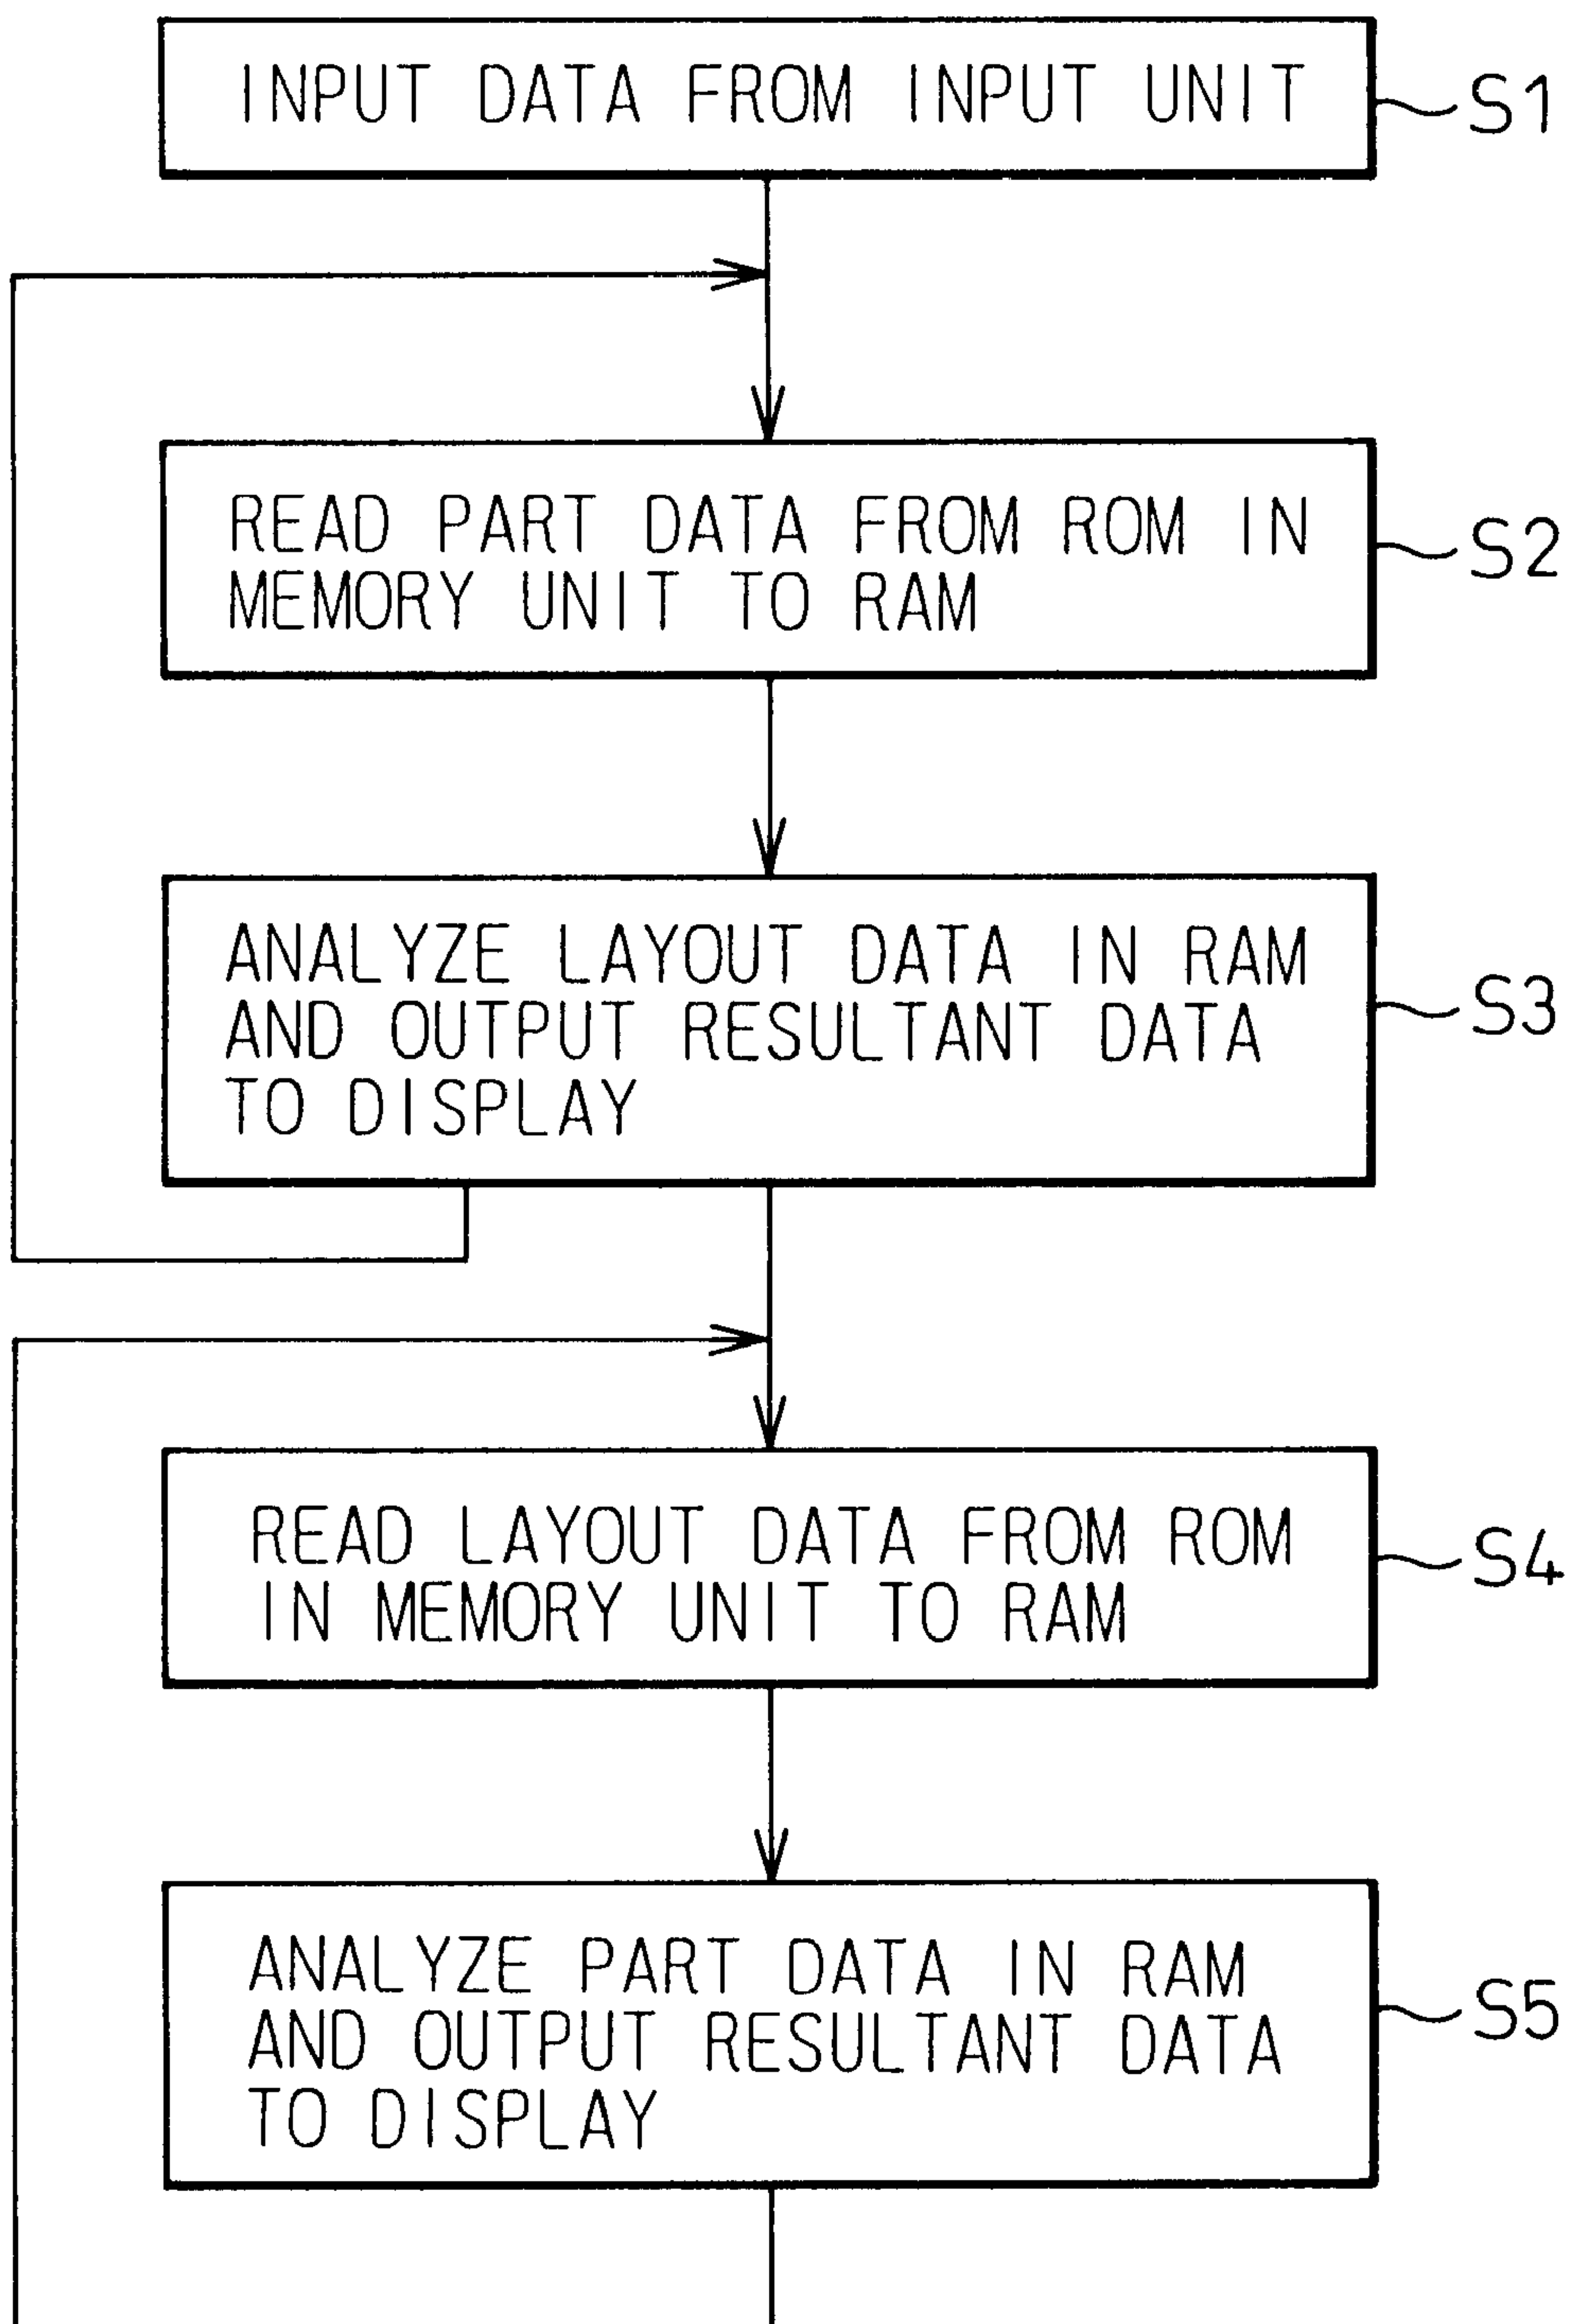 INPUT DATA FROM INPUT UNIT
S1
READ PART DATA FROM ROM IN
MEMORY UNIT TO RAM
S2
ANALYZE LAYOUT DATA IN RAM
AND OUTPUT RESULTANT DATA
TO DISPLAY
S3
READ LAYOUT DATA FROM ROM
IN MEMORY UNIT TO RAM
S4
ANALYZE PART DATA IN RAM
AND OUTPUT RESULTANT DATA
TO DISPLAY
S5